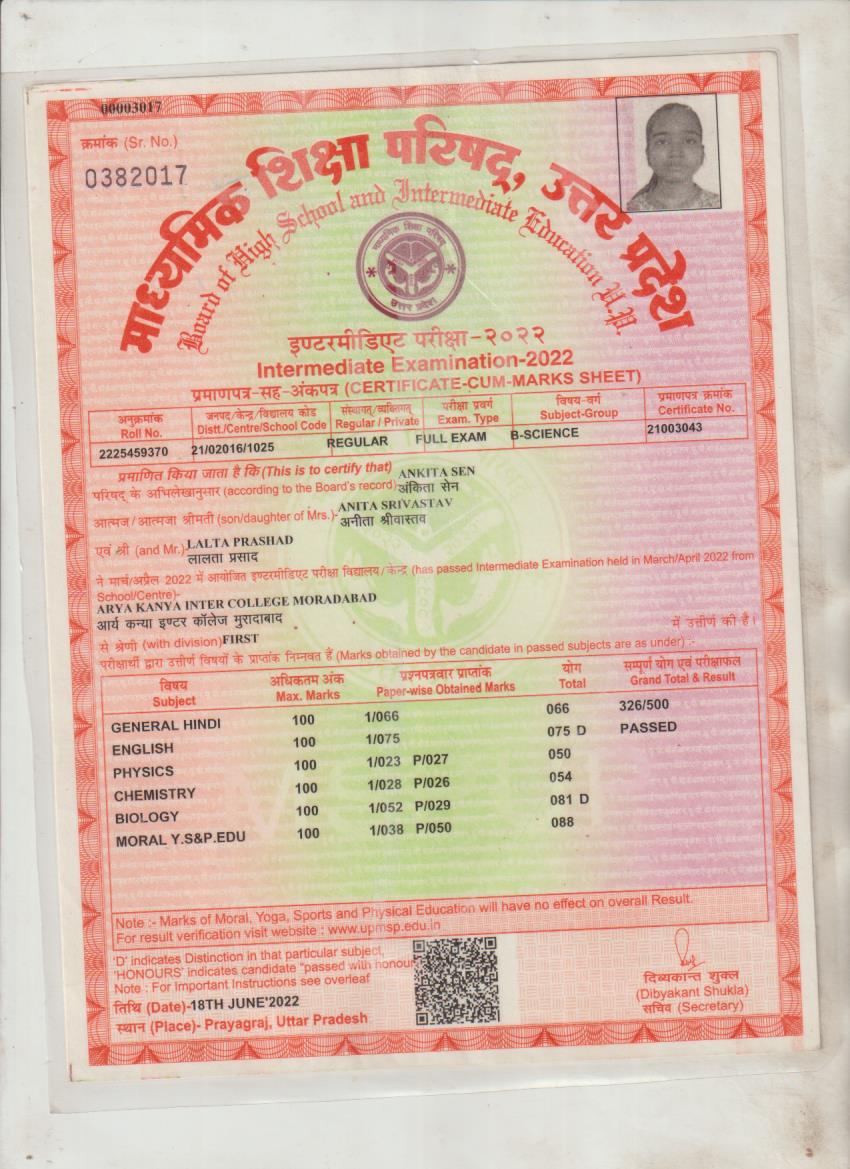 00003017
क्रमांक (Sr. No.)
0382017
माध्यमिक शिक्षा परिषद्, उत्तर प्रदेश
Board of High School and Intermediate Education U.P.
माध्यमिक शिक्षा परिषद्
उत्तर प्रदेश
इण्टरमीडिएट परीक्षा-२०२२
Intermediate Examination-2022
प्रमाणपत्र-सह-अंकपत्र (CERTIFICATE-CUM-MARKS SHEET)
अनुक्रमांक जनपद/केन्द्र/विद्यालय कोड संस्थागत/व्यक्तिगत परीक्षा प्रवर्ग विषय-वर्ग प्रमाणपत्र क्रमांक
Roll No. Distt./Centre/School Code Regular / Private Exam. Type Subject-Group Certificate No.
2225459370 21/02016/1025 REGULAR FULL EXAM B-SCIENCE 21003043
प्रमाणित किया जाता है कि (This is to certify that) ANKITA SEN
परिषद के अभिलेखानुसार (according to the Board's record) अंकिता सेन
ANITA SRIVASTAV
आत्मज/आत्मजा श्रीमती (son/daughter of Mrs.)- अनीता श्रीवास्तव
एवं श्री (and Mr.) LALTA PRASHAD
लालता प्रसाद
ने मार्च/अप्रैल 2022 में आयोजित इण्टरमीडिएट परीक्षा विद्यालय/केन्द्र (has passed Intermediate Examination held in March/April 2022 from
School/Centre)-
ARYA KANYA INTER COLLEGE MORADABAD
आर्य कन्या इण्टर कॉलेज मुरादाबाद में उत्तीर्ण की है।
से श्रेणी (with division) FIRST
परीक्षार्थी द्वारा उत्तीर्ण विषयों के प्राप्तांक निम्नवत हैं (Marks obtained by the candidate in passed subjects are as under) :-
विषय अधिकतम अंक प्रश्नपत्रवार प्राप्तांक योग सम्पूर्ण योग एवं परीक्षाफल
Subject Max. Marks Paper-wise Obtained Marks Total Grand Total & Result
GENERAL HINDI 100 1/066 066 326/500
ENGLISH 100 1/075 075 D PASSED
PHYSICS 100 1/023 P/027 050
CHEMISTRY 100 1/028 P/026 054
BIOLOGY 100 1/052 P/029 081 D
MORAL Y.S&P.EDU 100 1/038 P/050 088
Note :- Marks of Moral, Yoga, Sports and Physical Education will have no effect on overall Result.
For result verification visit website : www.upmsp.edu.in
'D' indicates Distinction in that particular subject,
'HONOURS' indicates candidate "passed with honour
Note : For Important Instructions see overleaf
तिथि (Date)-18TH JUNE'2022
स्थान (Place)- Prayagraj, Uttar Pradesh
दिव्यकान्त शुक्ल
(Dibyakant Shukla)
सचिव (Secretary)